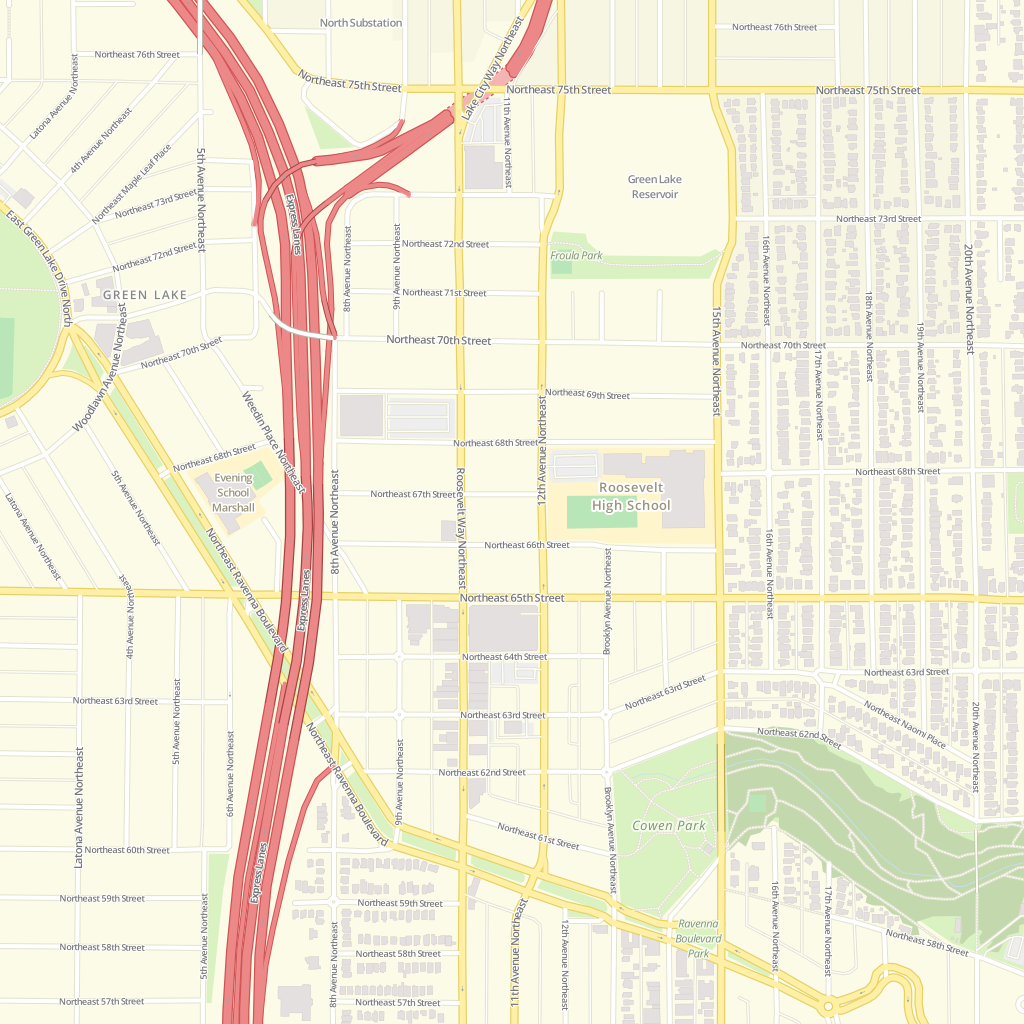 North Substation
Lake City Way Northeast
Northeast 76th Street
Northeast 76th Street
Latona Avenue Northeast
Northeast 75th Street
Northeast 75th Street
Northeast 75th Street
4th Avenue Northeast
11th Avenue Northeast
5th Avenue Northeast
Northeast Maple Leaf Place
Green Lake
Reservoir
Northeast 73rd Street
Northeast 73rd Street
East Green Lake Drive North
Express Lanes
8th Avenue Northeast
9th Avenue Northeast
Northeast 72nd Street
Northeast 72nd Street
Froula Park
16th Avenue Northeast
20th Avenue Northeast
GREEN LAKE
Northeast 71st Street
18th Avenue Northeast
19th Avenue Northeast
15th Avenue Northeast
Woodlawn Avenue Northeast
Northeast 70th Street
Northeast 70th Street
Northeast 70th Street
17th Avenue Northeast
Weedin Place Northeast
Northeast 69th Street
12th Avenue Northeast
Northeast 68th Street
Northeast 68th Street
Northeast 68th Street
Evening
School
Marshall
5th Avenue Northeast
Latona Avenue Northeast
8th Avenue Northeast
Roosevelt Way Northeast
Northeast 67th Street
Roosevelt
High School
Northeast Ravenna Boulevard
Northeast 66th Street
16th Avenue Northeast
Brooklyn Avenue Northeast
Express Lanes
4th Avenue Northeast
Northeast 65th Street
Northeast 64th Street
Northeast 63rd Street
Northeast 63rd Street
Northeast 63rd Street
Northeast 63rd Street
5th Avenue Northeast
Northeast Naomi Place
20th Avenue Northeast
Northeast 62nd Street
Northeast 62nd Street
6th Avenue Northeast
Northeast Ravenna Boulevard
9th Avenue Northeast
Latona Avenue Northeast
Brooklyn Avenue Northeast
Cowen Park
Northeast 61st Street
Northeast 60th Street
Express Lanes
Northeast 59th Street
Northeast 59th Street
16th Avenue Northeast
17th Avenue Northeast
5th Avenue Northeast
8th Avenue Northeast
11th Avenue Northeast
12th Avenue Northeast
Ravenna
Boulevard
Park
Northeast 58th Street
Northeast 58th Street
Northeast 58th Street
Northeast 57th Street
Northeast 57th Street